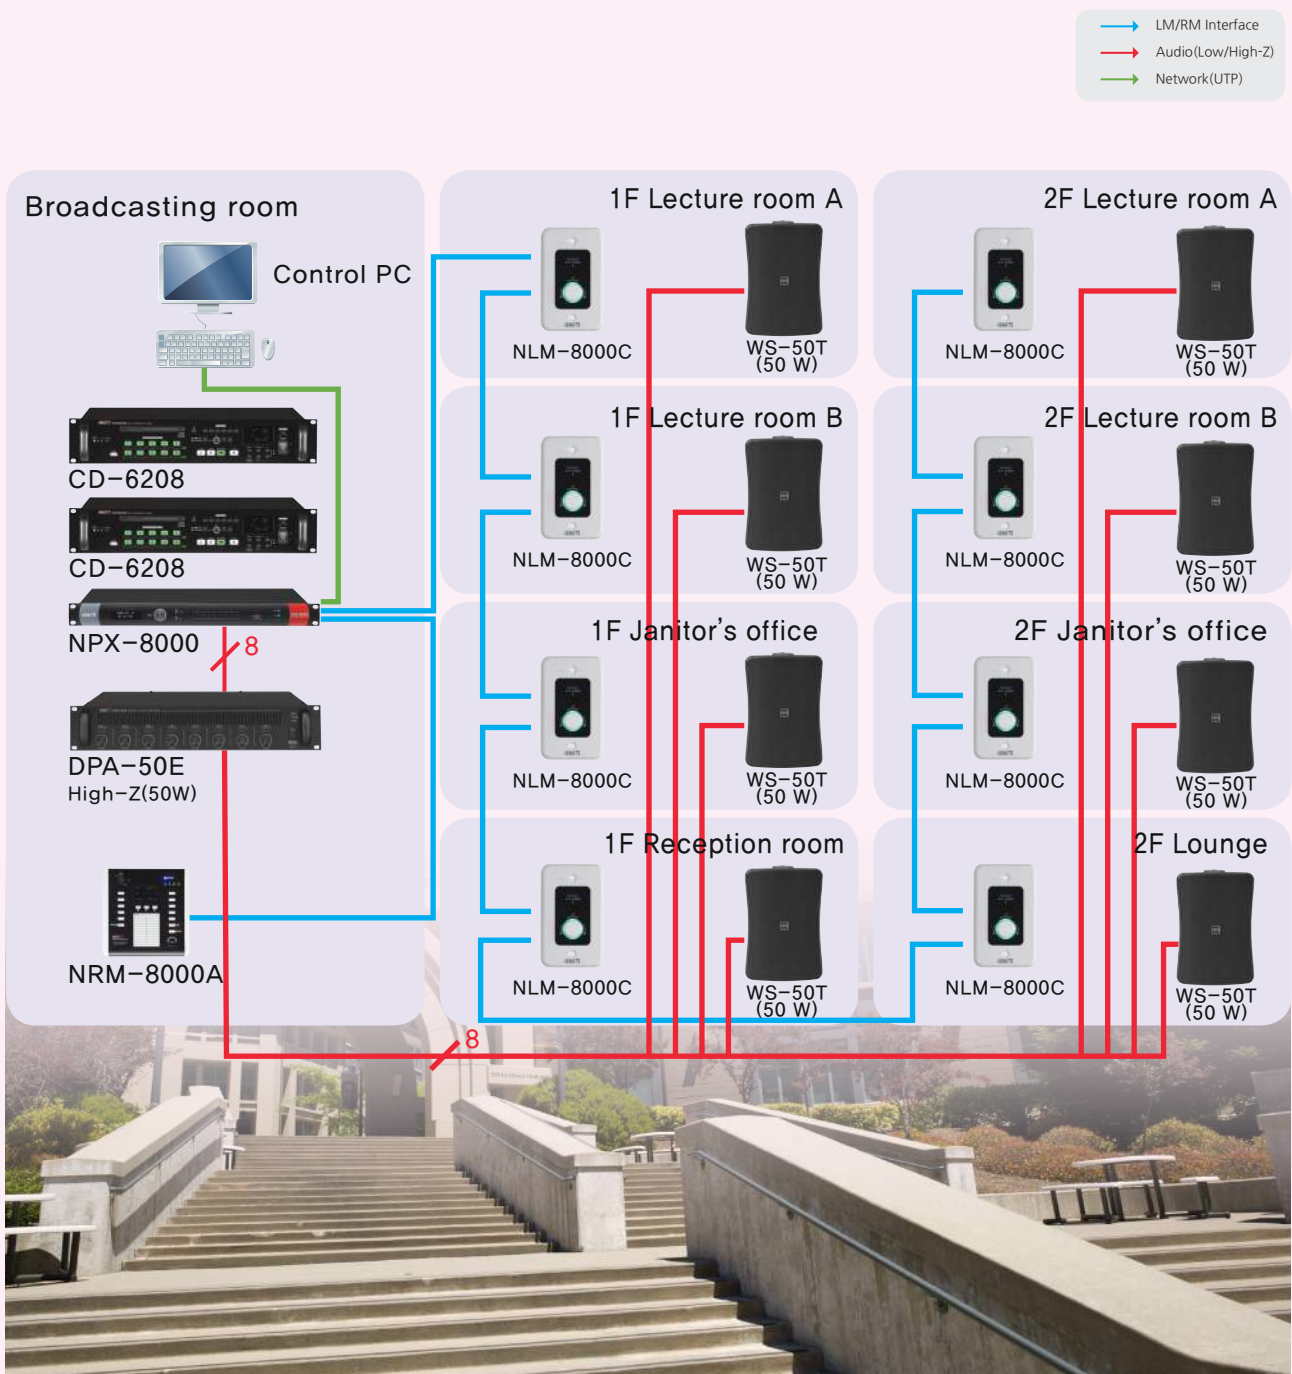 LM/RM Interface
Audio(Low/High-Z)
Network(UTP)
Broadcasting room
Control PC
CD-6208
CD-6208
NPX-8000
8
DPA-50E
High-Z(50W)
NRM-8000A
1F Lecture room A
NLM-8000C
WS-50T
(50 W)
2F Lecture room A
NLM-8000C
WS-50T
(50 W)
1F Lecture room B
NLM-8000C
WS-50T
(50 W)
2F Lecture room B
NLM-8000C
WS-50T
(50 W)
1F Janitor's office
NLM-8000C
WS-50T
(50 W)
2F Janitor's office
NLM-8000C
WS-50T
(50 W)
1F Reception room
NLM-8000C
WS-50T
(50 W)
2F Lounge
NLM-8000C
WS-50T
(50 W)
8